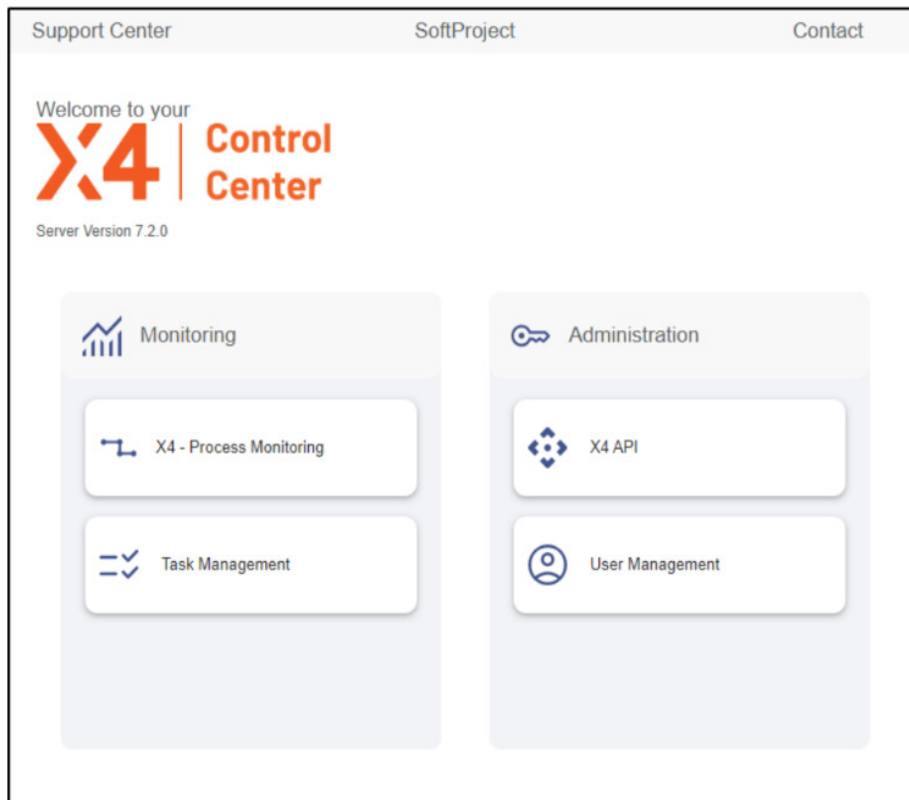 Support Center SoftProject Contact
Welcome to your
X4 Control
Center
Server Version 7.2.0
Monitoring
X4 - Process Monitoring
Task Management
Administration
X4 API
User Management